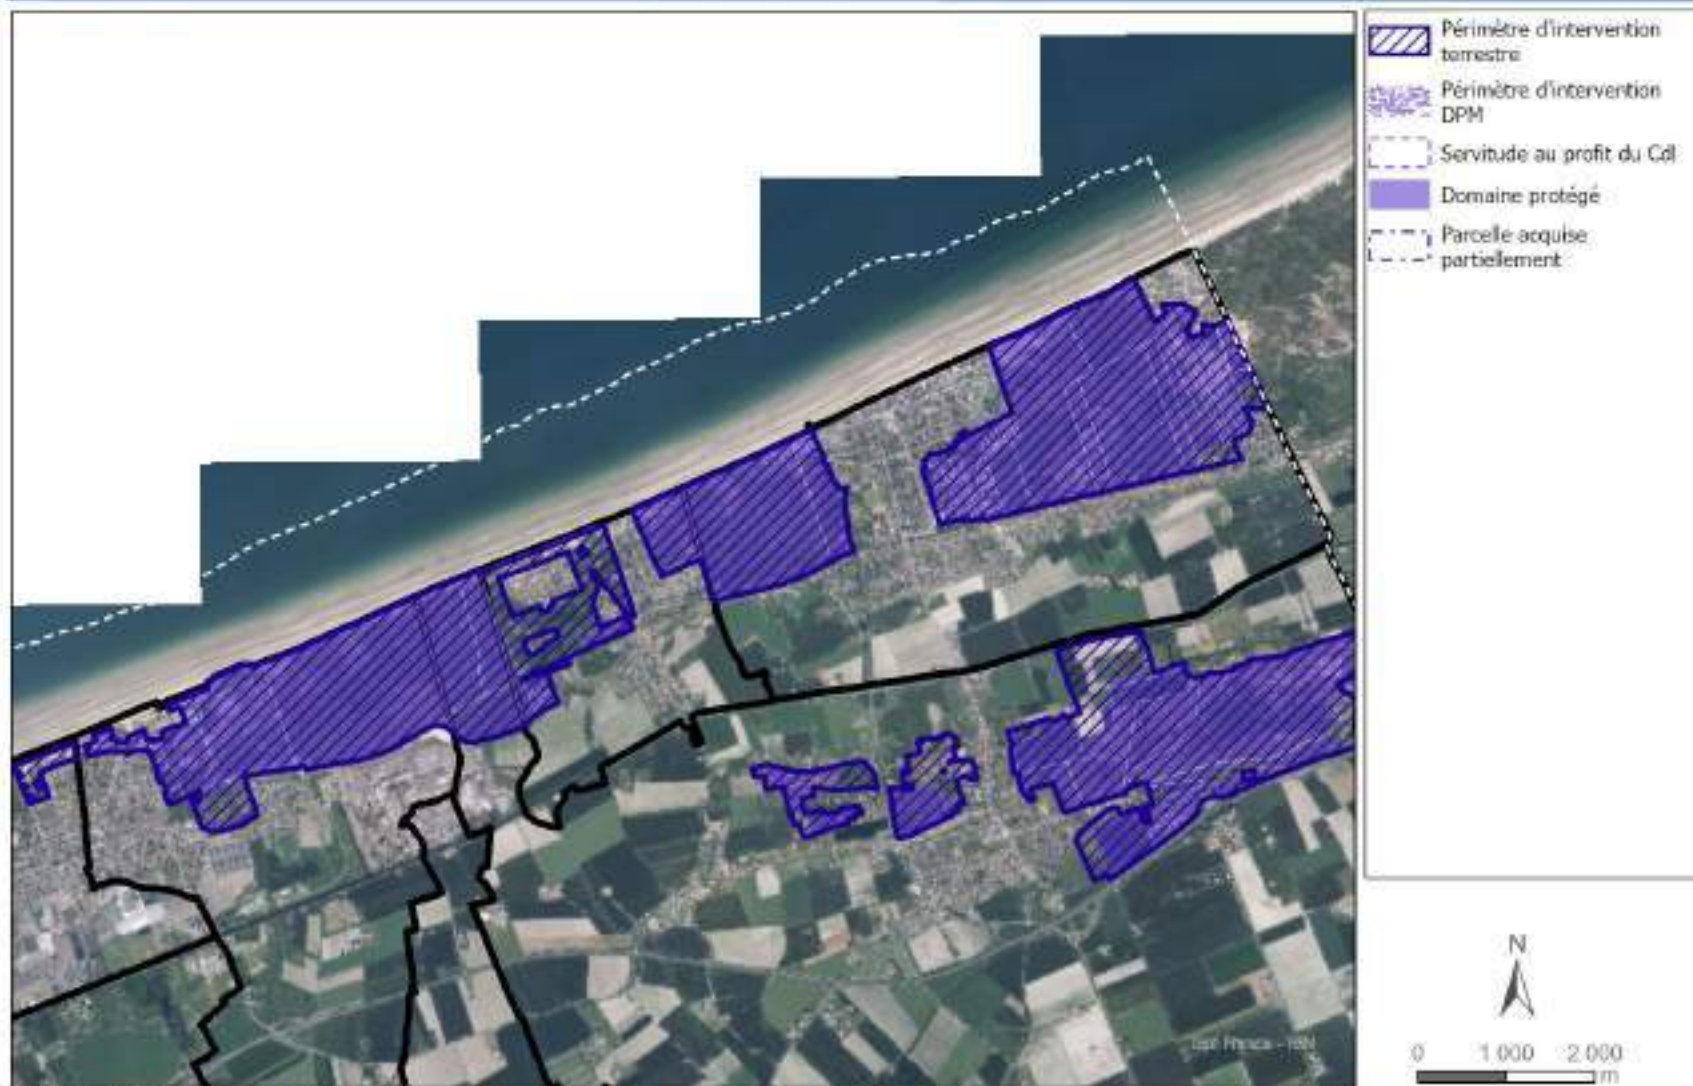 Périmètre d'intervention
terrestre
Périmètre d'intervention
DPM
Servitude au profit du Cdl
Domaine protégé
Parcelle acquise
partiellement
N
0 1 000 2 000
m